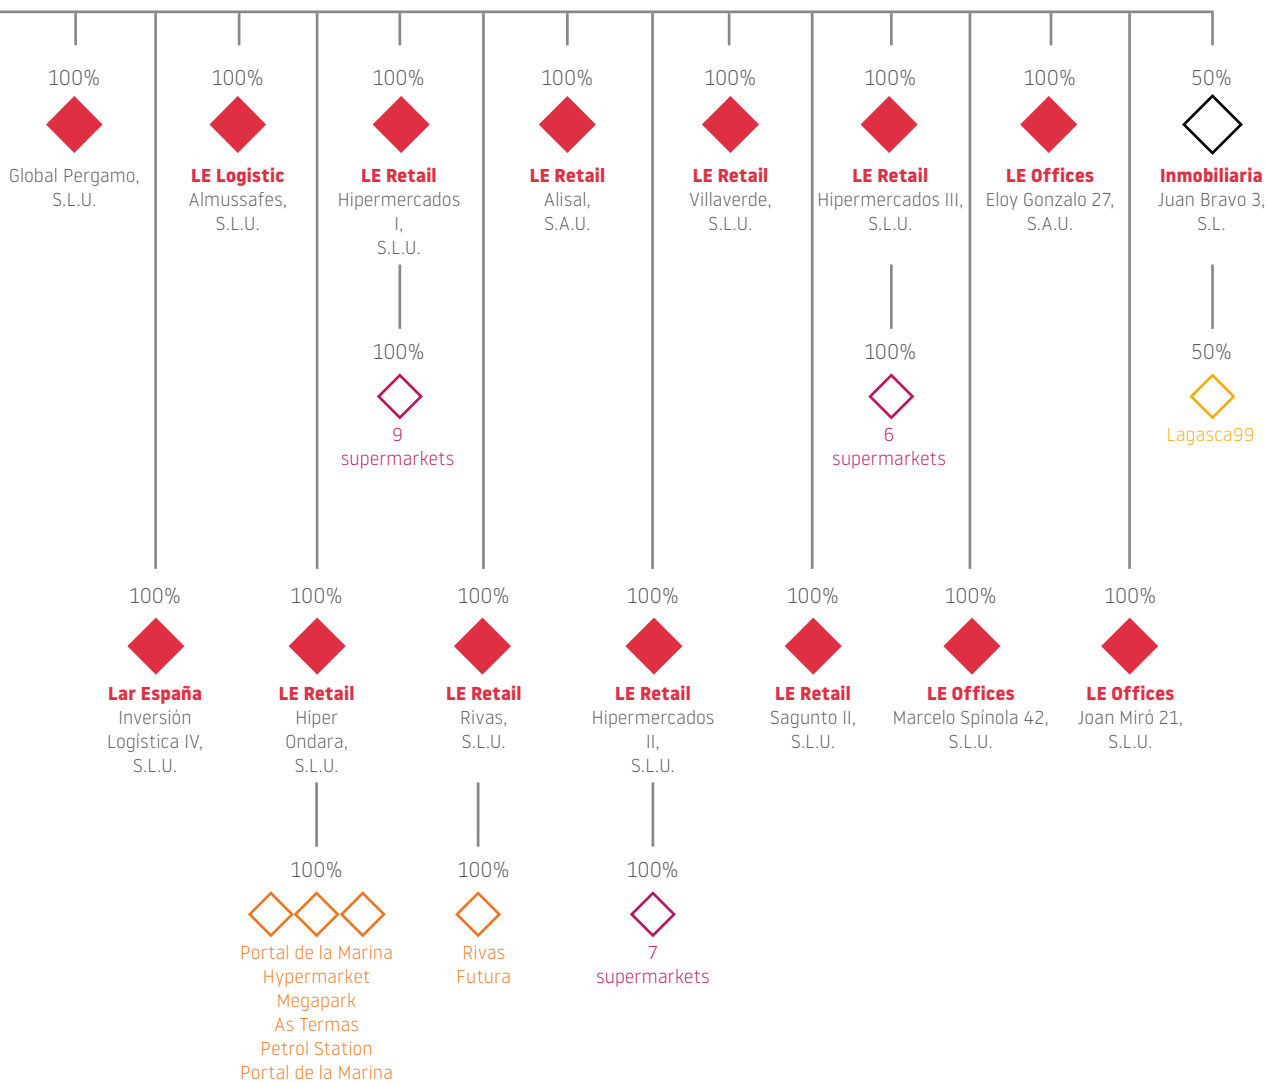 100%
Global Pergamo,
S.L.U.
100%
LE Logistic
Almussafes,
S.L.U.
100%
LE Retail
Hipermercados
I,
S.L.U.
100%
LE Retail
Alisal,
S.A.U.
100%
LE Retail
Villaverde,
S.L.U.
100%
LE Retail
Hipermercados III,
S.L.U.
100%
LE Offices
Eloy Gonzalo 27,
S.A.U.
50%
Inmobiliaria
Juan Bravo 3,
S.L.
100%
9
supermarkets
100%
6
supermarkets
50%
Lagasca99
100%
Lar España
Inversión
Logística IV,
S.L.U.
100%
LE Retail
Hiper
Ondara,
S.L.U.
100%
LE Retail
Rivas,
S.L.U.
100%
LE Retail
Hipermercados
II,
S.L.U.
100%
LE Retail
Sagunto II,
S.L.U.
100%
LE Offices
Marcelo Spínola 42,
S.L.U.
100%
LE Offices
Joan Miró 21,
S.L.U.
100%
Portal de la Marina
Hypermarket
Megapark
As Termas
Petrol Station
Portal de la Marina
100%
Rivas
Futura
100%
7
supermarkets